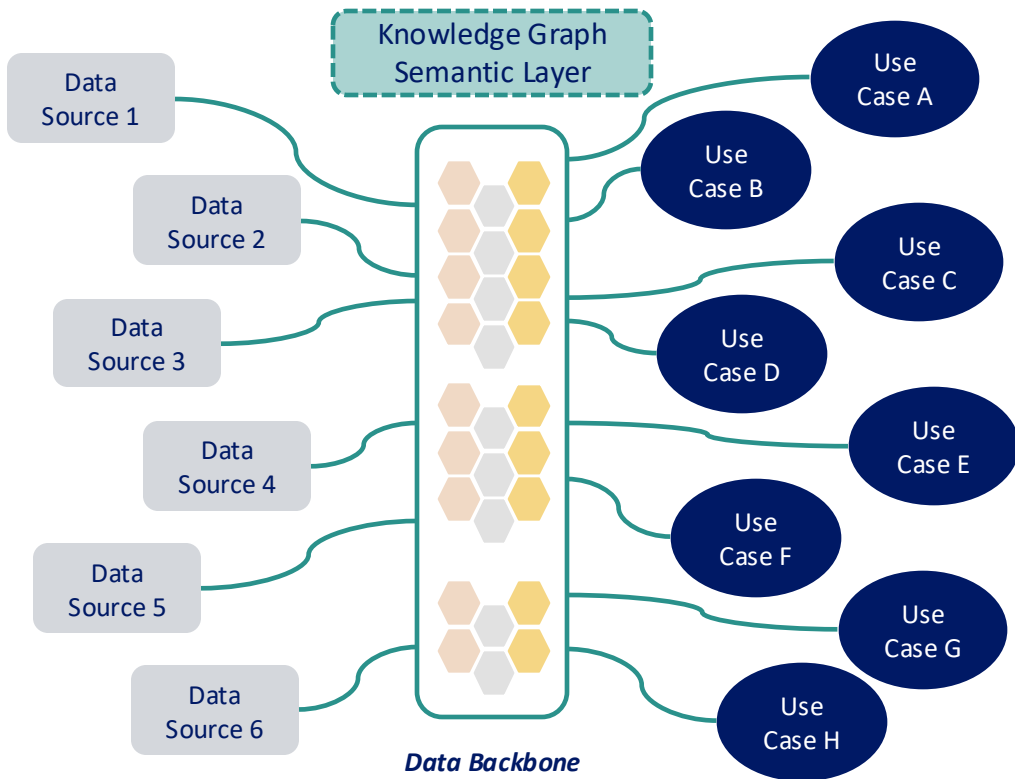 Knowledge Graph
Semantic Layer
Data
Source 1
Data
Source 2
Data
Source 3
Data
Source 4
Data
Source 5
Data
Source 6
Use
Case A
Use
Case B
Use
Case C
Use
Case D
Use
Case E
Use
Case F
Use
Case G
Use
Case H
Data Backbone